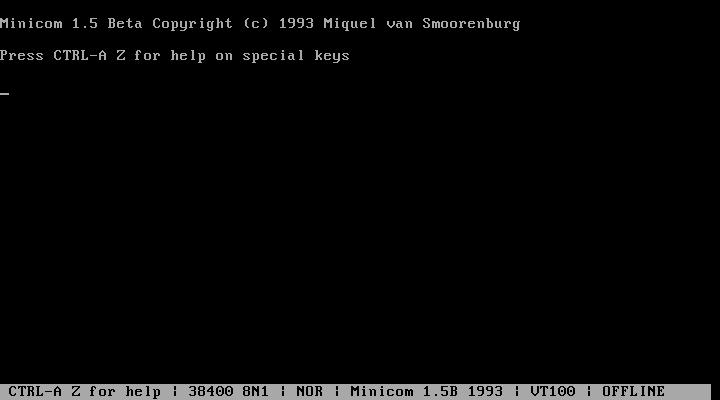 Minicom 1.5 Beta Copyright (c) 1993 Miquel van Smoorenburg
Press CTRL-A Z for help on special keys
CTRL-A Z for help ¦ 38400 8N1 ¦ NOR ¦ Minicom 1.5B 1993 ¦ VT100 ¦ OFFLINE